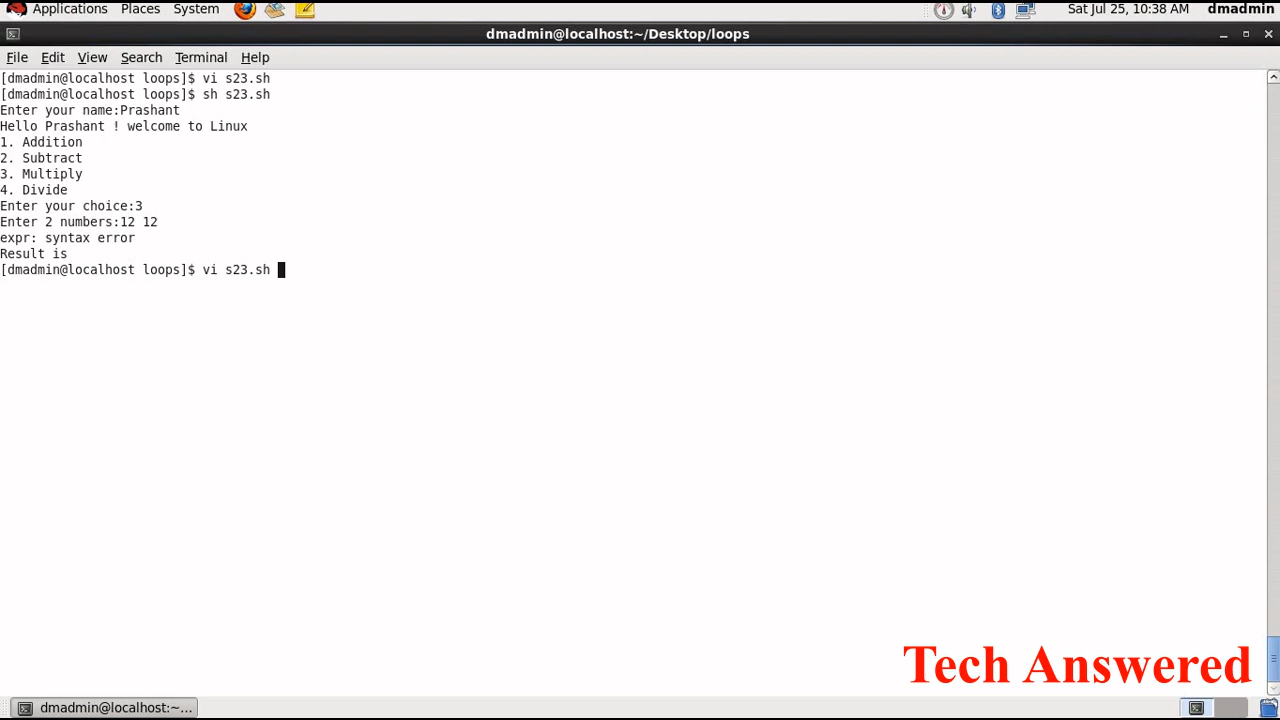 Applications Places System Sat Jul 25, 10:38 AM dmadmin
dmadmin@localhost:~/Desktop/loops
File Edit View Search Terminal Help
[dmadmin@localhost loops]$ vi s23.sh
[dmadmin@localhost loops]$ sh s23.sh
Enter your name:Prashant
Hello Prashant ! welcome to Linux
1. Addition
2. Subtract
3. Multiply
4. Divide
Enter your choice:3
Enter 2 numbers:12 12
expr: syntax error
Result is
[dmadmin@localhost loops]$ vi s23.sh
Tech Answered
dmadmin@localhost:~...